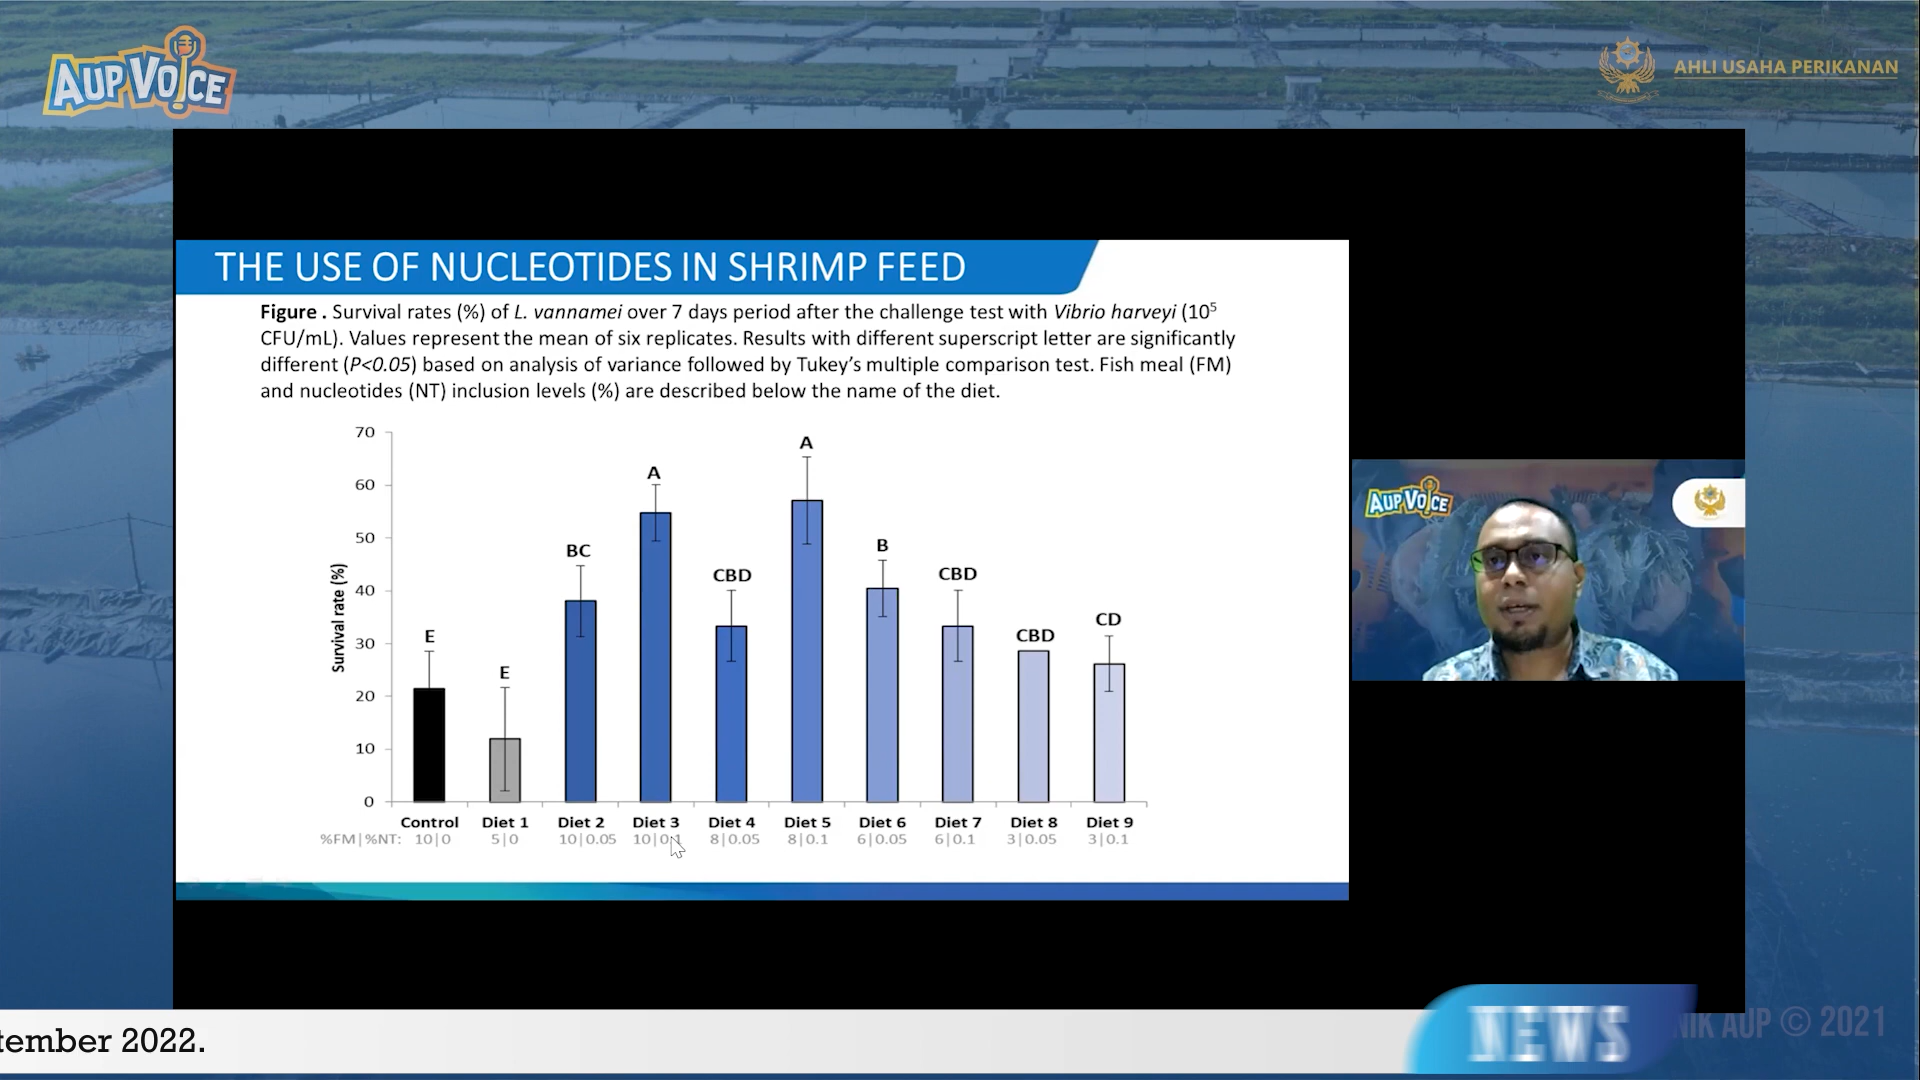 AUP VOICE
AHLI USAHA PERIKANAN
THE USE OF NUCLEOTIDES IN SHRIMP FEED
Figure . Survival rates (%) of L. vannamei over 7 days period after the challenge test with Vibrio harveyi (10⁵
CFU/mL). Values represent the mean of six replicates. Results with different superscript letter are significantly
different (P<0.05) based on analysis of variance followed by Tukey’s multiple comparison test. Fish meal (FM)
and nucleotides (NT) inclusion levels (%) are described below the name of the diet.
Survival rate (%)
70
60
50
40
30
20
10
0
E
E
BC
A
CBD
A
B
CBD
CBD
CD
Control Diet 1 Diet 2 Diet 3 Diet 4 Diet 5 Diet 6 Diet 7 Diet 8 Diet 9
%FM|%NT: 10|0 5|0 10|0.05 10|0.1 8|0.05 8|0.1 6|0.05 6|0.1 3|0.05 3|0.1
AUP VOICE
tember 2022.
NEWS
NIK AUP © 2021